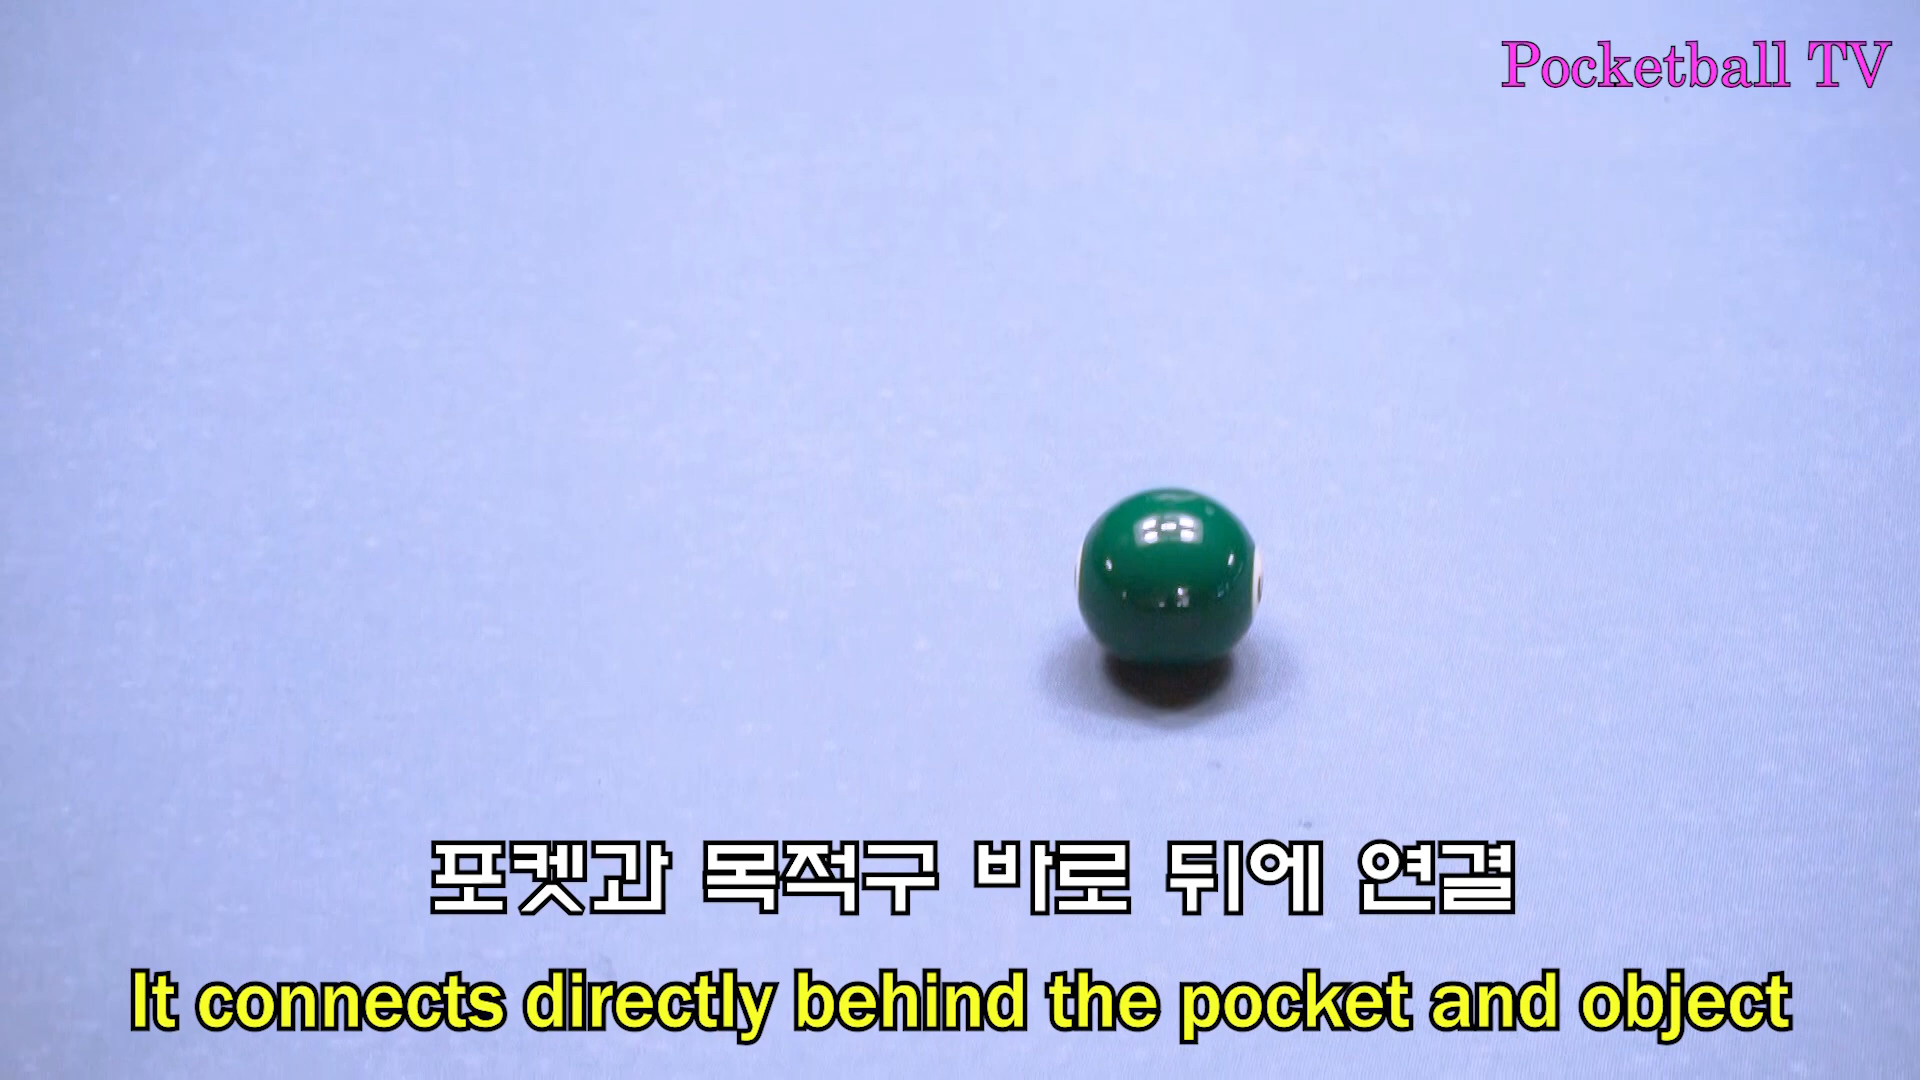 Pocketball TV
포켓과 목적구 바로 뒤에 연결
It connects directly behind the pocket and object